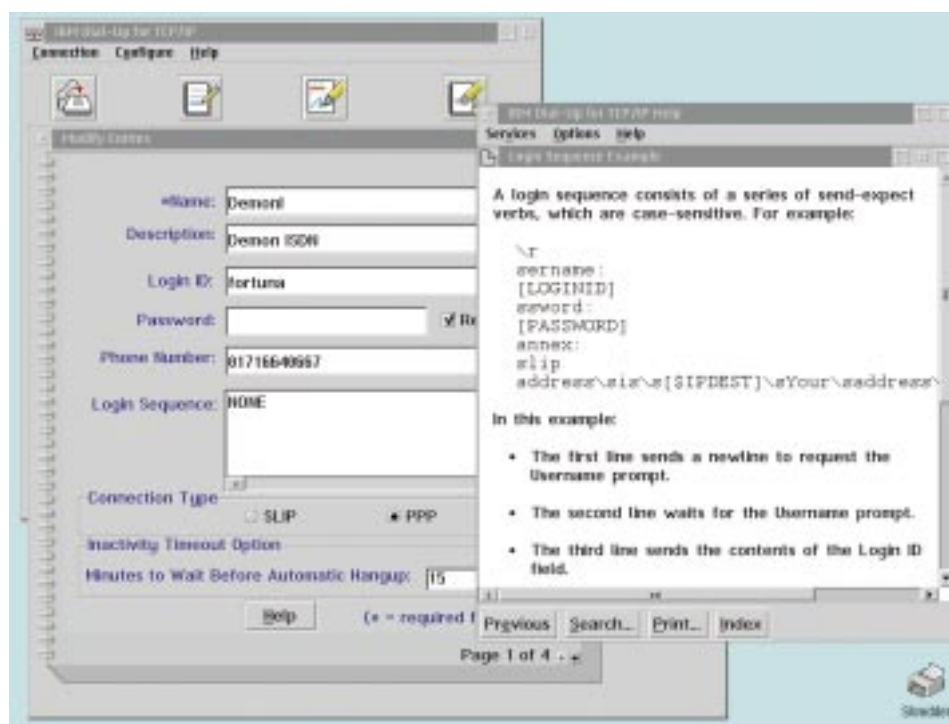 IBM Dial-Up for TCP/IP
Connection Configure Help
Modify Entries
*Name: DemonI
Description: Demon ISDN
Login ID: fortuna
Password:
Phone Number: 01716640667
Login Sequence: NONE
Connection Type
SLIP PPP
Inactivity Timeout Option
Minutes to Wait Before Automatic Hangup: 15
Help
(* = required f
Page 1 of 4
IBM Dial-Up for TCP/IP Help
Services Options Help
Login Sequence Example
A login sequence consists of a series of send-expect
verbs, which are case-sensitive. For example:
\r
sername:
[LOGINID]
ssword:
[PASSWORD]
annex:
slip
address\sis\s[$IPDEST]\sYour\saddress\
In this example:
• The first line sends a newline to request the
Username prompt.
• The second line waits for the Username prompt.
• The third line sends the contents of the Login ID
field.
Previous Search... Print... Index